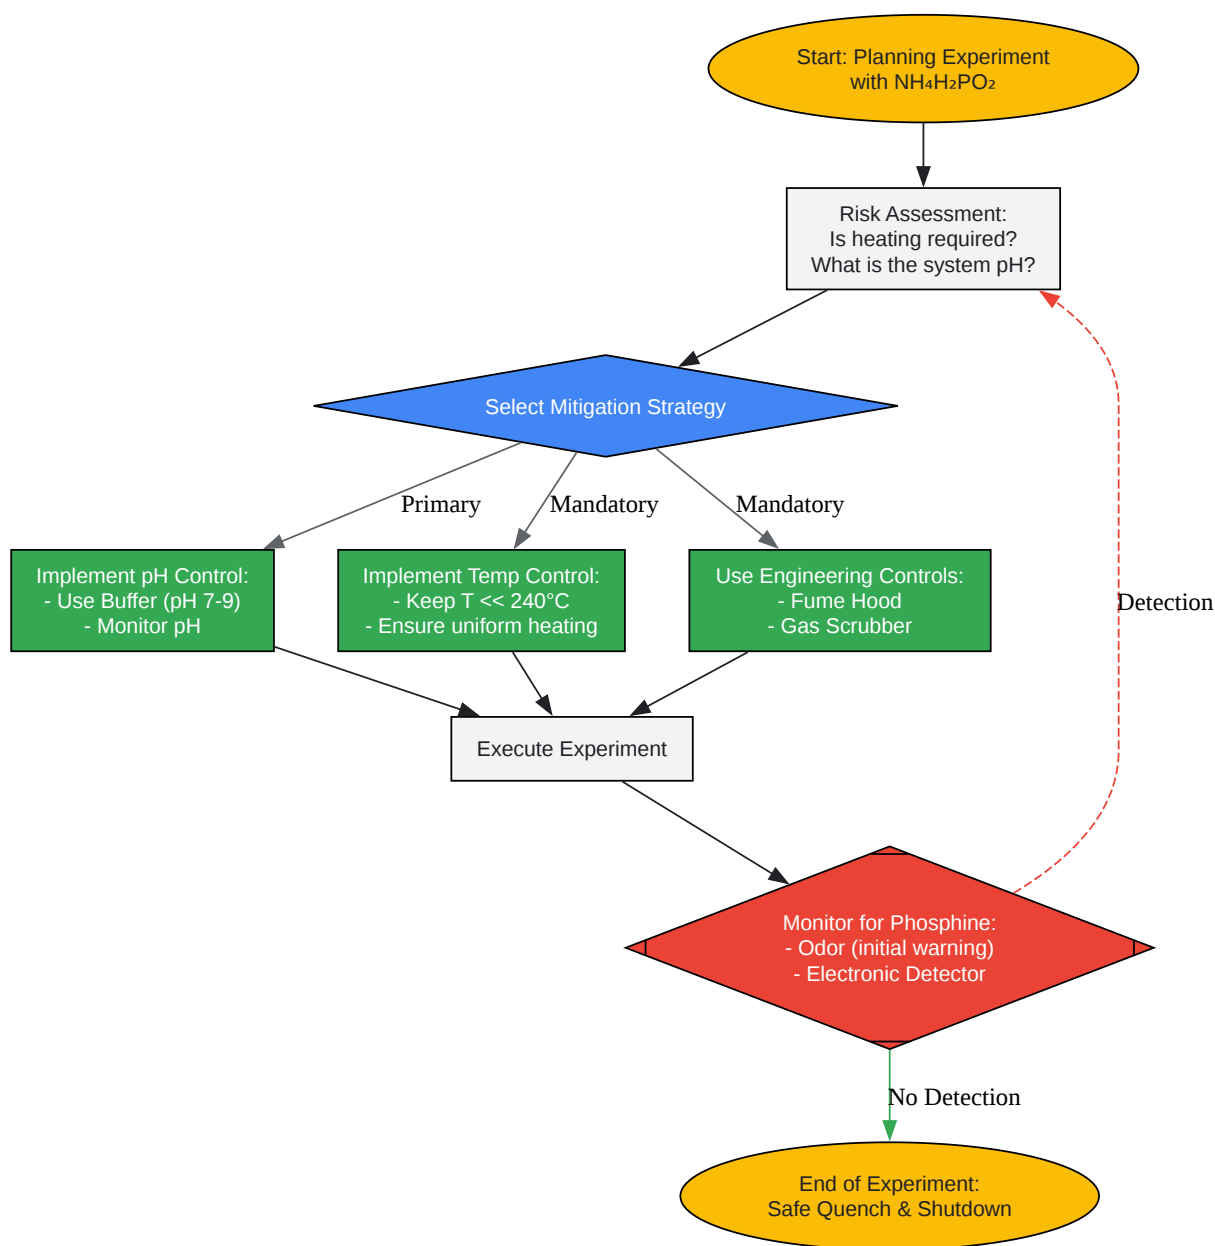 Start: Planning Experiment
with NH₄H₂PO₂
Risk Assessment:
Is heating required?
What is the system pH?
Select Mitigation Strategy
Primary
Mandatory
Mandatory
Implement pH Control:
- Use Buffer (pH 7-9)
- Monitor pH
Implement Temp Control:
- Keep T << 240°C
- Ensure uniform heating
Use Engineering Controls:
- Fume Hood
- Gas Scrubber
Detection
Execute Experiment
Monitor for Phosphine:
- Odor (initial warning)
- Electronic Detector
No Detection
End of Experiment:
Safe Quench & Shutdown